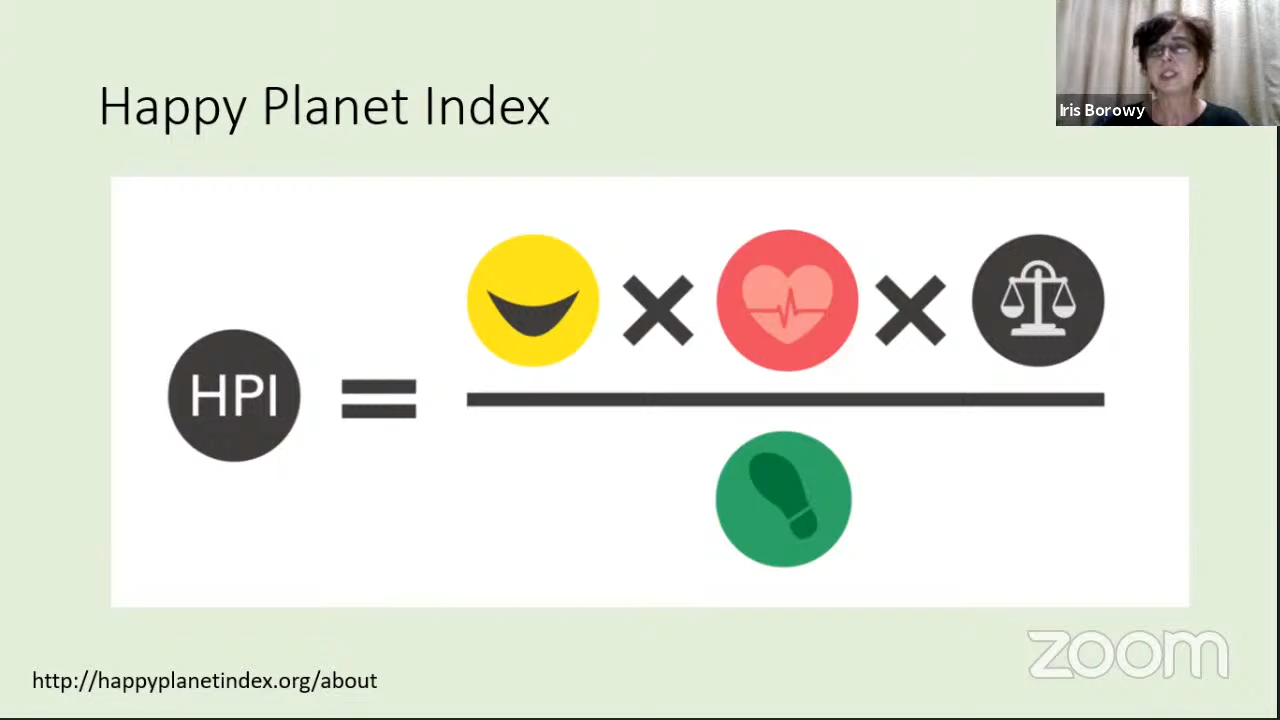 Happy Planet Index
Iris Borowy
HPI
http://happyplanetindex.org/about
zoom